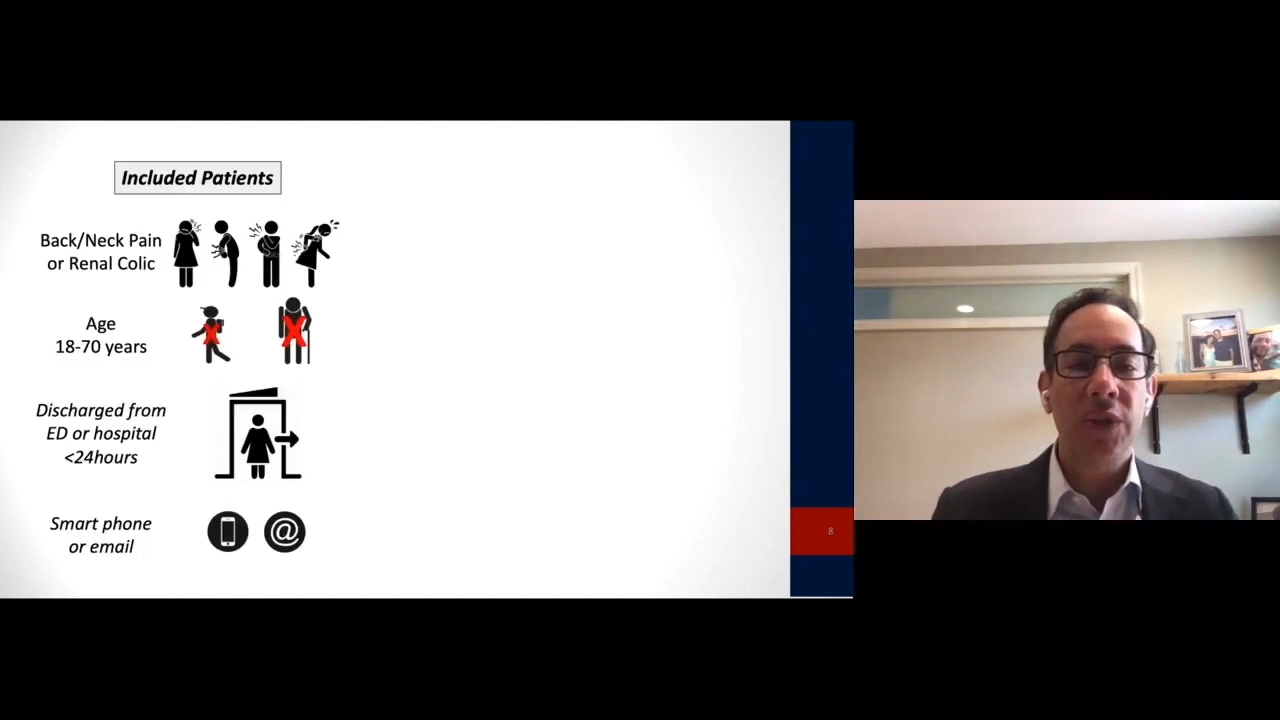 Included Patients
Back/Neck Pain
or Renal Colic
Age
18-70 years
Discharged from
ED or hospital
<24hours
Smart phone
or email
@
8